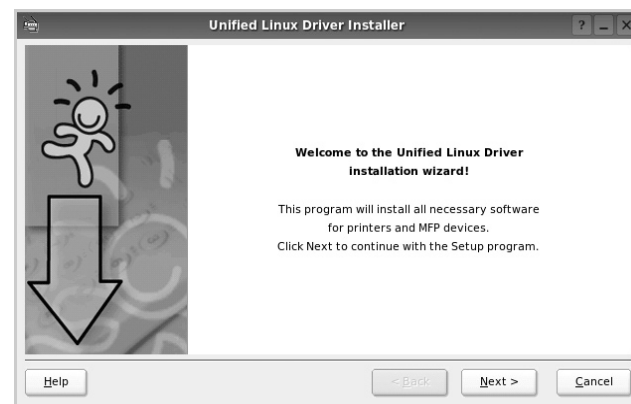 Unified Linux Driver Installer
Welcome to the Unified Linux Driver
installation wizard!
This program will install all necessary software
for printers and MFP devices.
Click Next to continue with the Setup program.
Help
< Back
Next >
Cancel